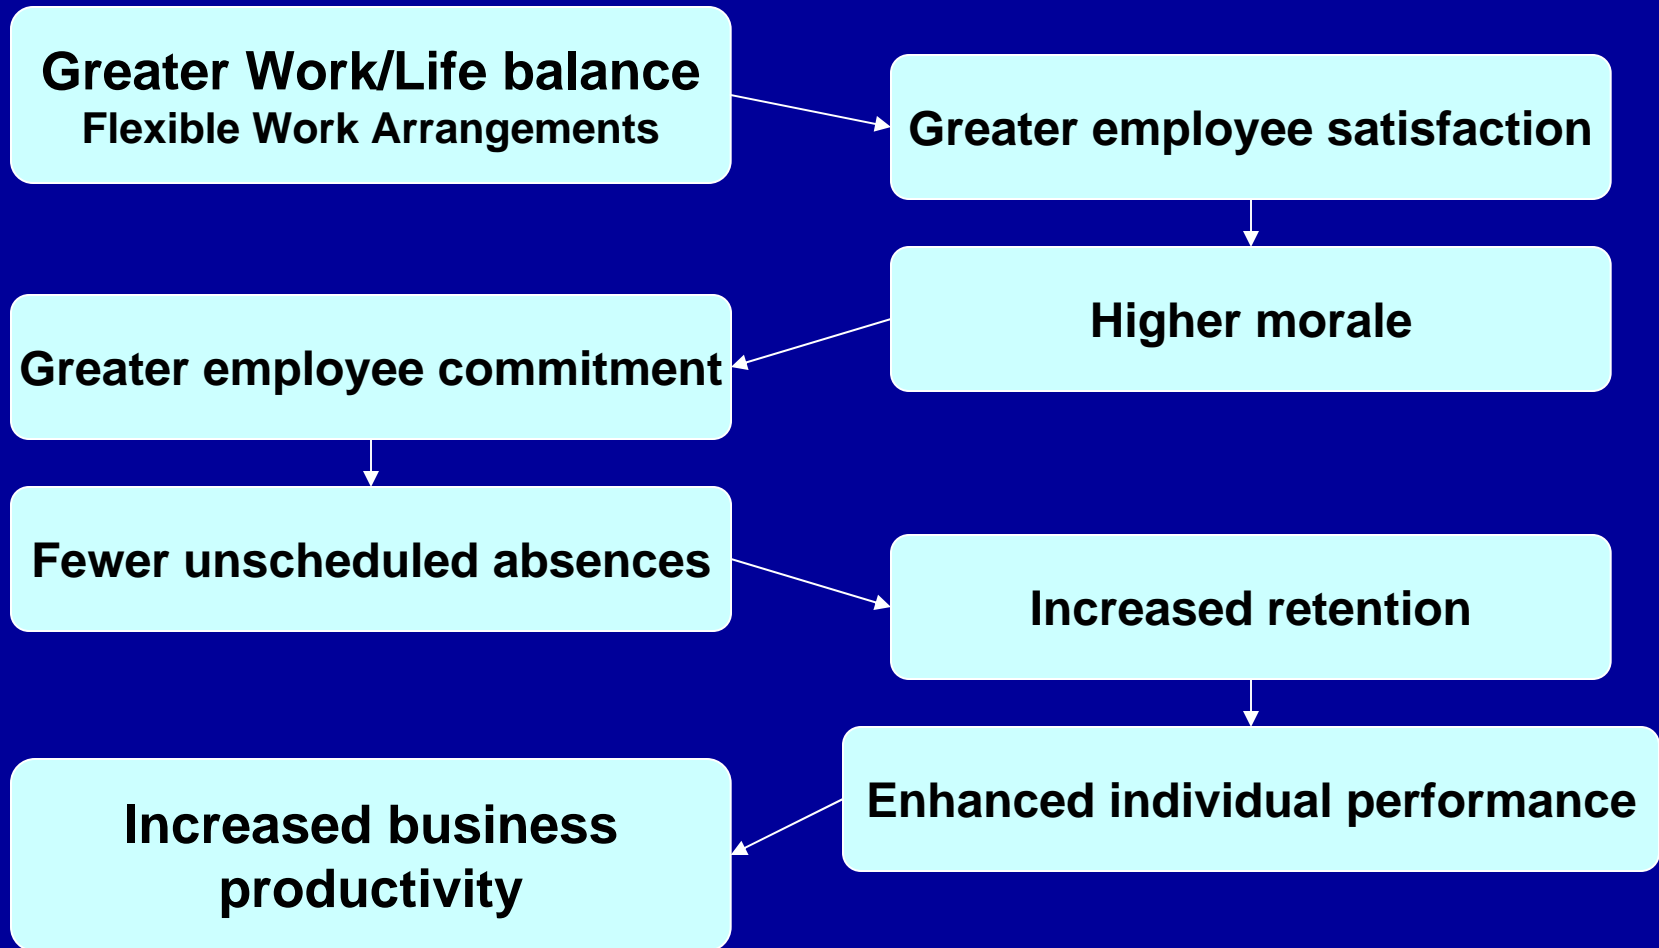 Greater Work/Life balance
Flexible Work Arrangements
Greater employee satisfaction
Higher morale
Greater employee commitment
Fewer unscheduled absences
Increased retention
Enhanced individual performance
Increased business
productivity